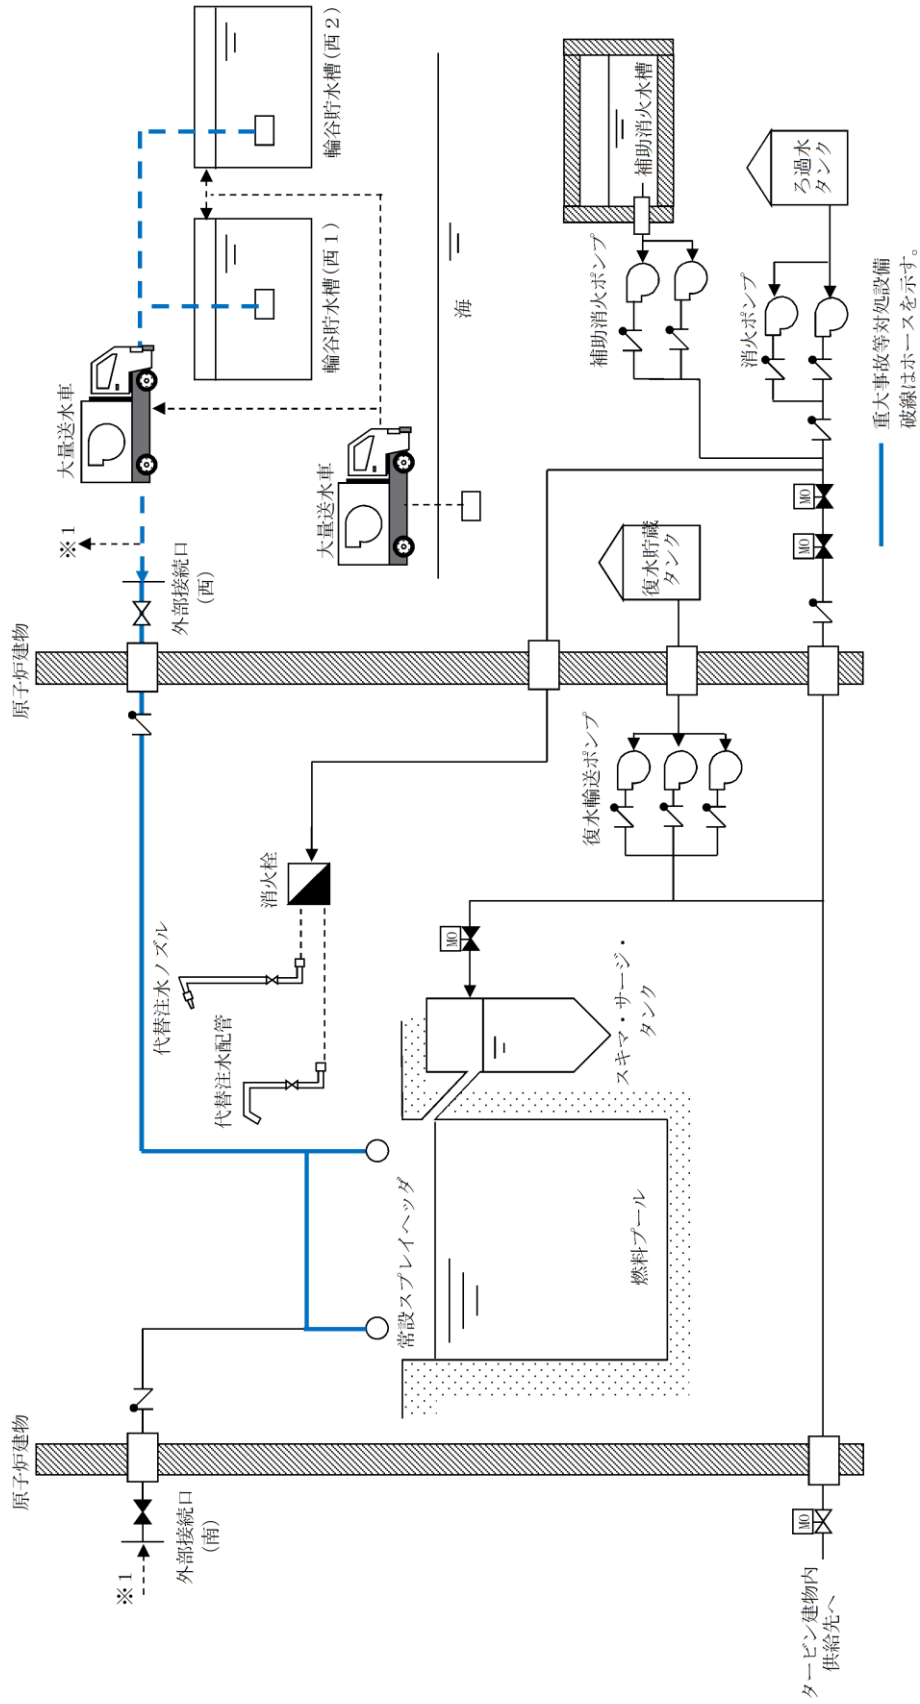 原子炉建物
※1
外部接続口
(南)
タービン建物内
供給先へ
MO
常設スプレイヘッダ
燃料プール
代替注水ノズル
代替注水配管
消火栓
MO
スキマ・サージ・
タンク
復水輸送ポンプ
原子炉建物
外部接続口
(西)
※1
大量送水車
大量送水車
輪谷貯水槽(西1)
輪谷貯水槽(西2)
海
復水貯蔵
タンク
MO
MO
補助消火ポンプ
補助消火水槽
消火ポンプ
ろ過水
タンク
重大事故等対処設備
破線はホースを示す。